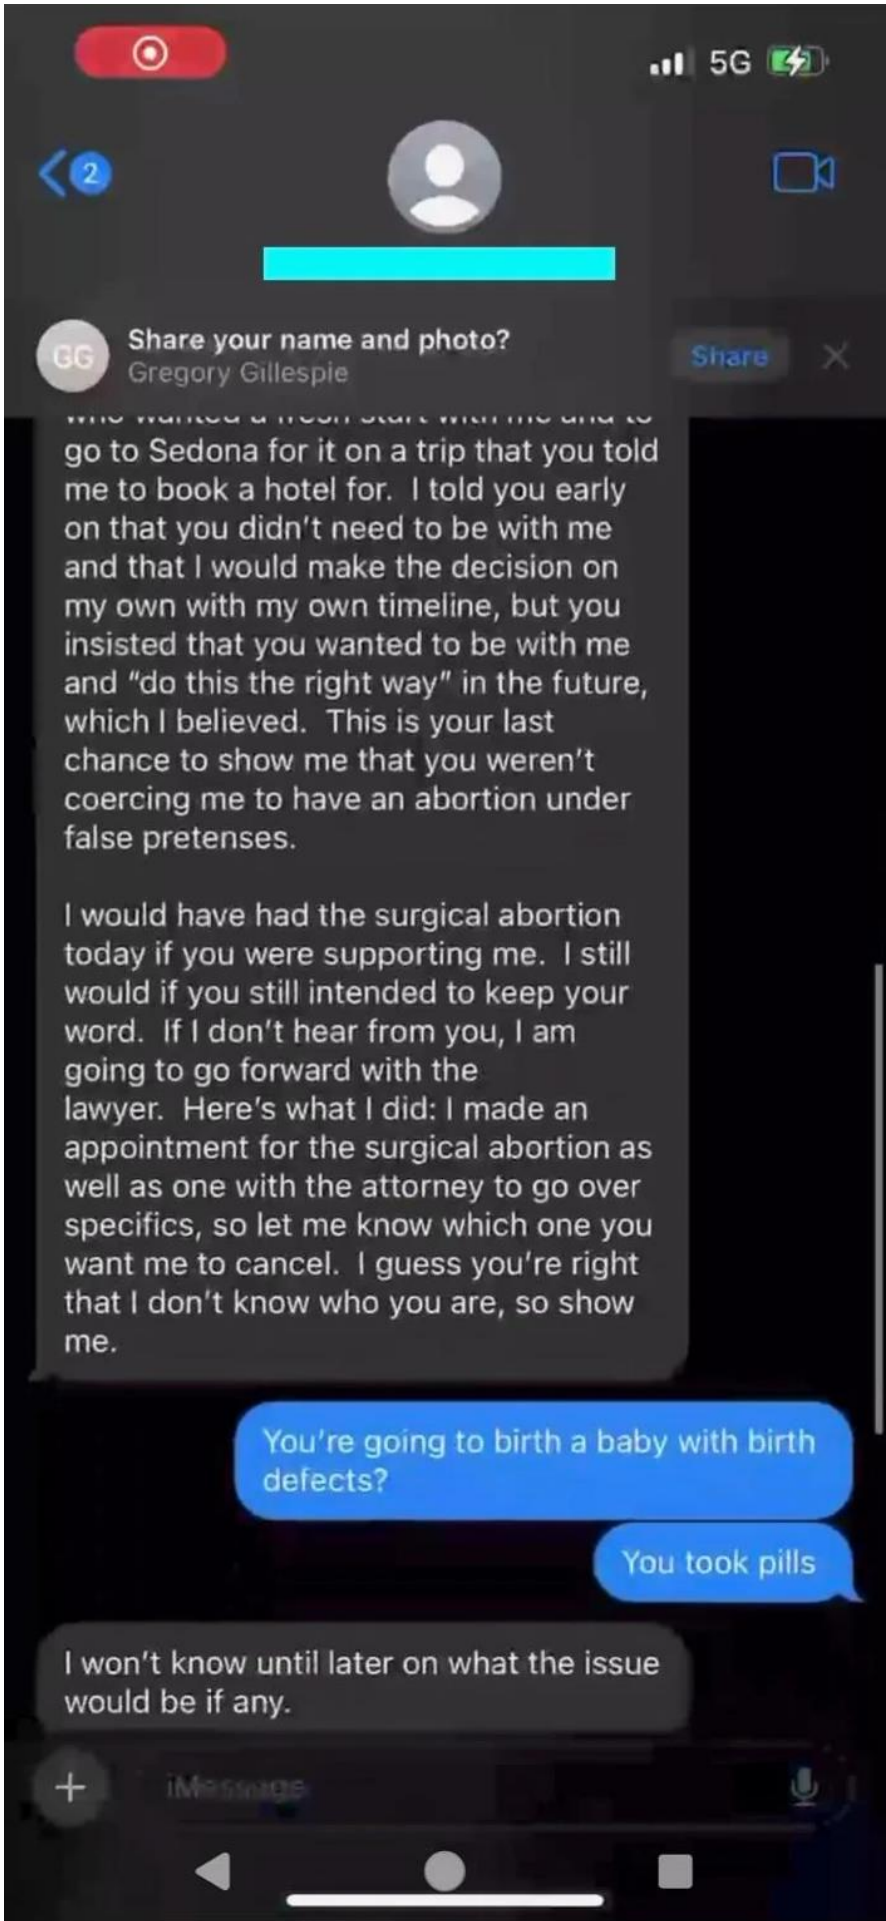 5G
2
Share your name and photo?
GG
Share
Gregory Gillespie
who wanted a fresh start with me and to
go to Sedona for it on a trip that you told
me to book a hotel for.  I told you early
on that you didn't need to be with me
and that I would make the decision on
my own with my own timeline, but you
insisted that you wanted to be with me
and “do this the right way” in the future,
which I believed.  This is your last
chance to show me that you weren't
coercing me to have an abortion under
false pretenses.
I would have had the surgical abortion
today if you were supporting me.  I still
would if you still intended to keep your
word.  If I don't hear from you, I am
going to go forward with the
lawyer.  Here's what I did: I made an
appointment for the surgical abortion as
well as one with the attorney to go over
specifics, so let me know which one you
want me to cancel.  I guess you're right
that I don't know who you are, so show
me.
You're going to birth a baby with birth
defects?
You took pills
I won't know until later on what the issue
would be if any.
iMessage